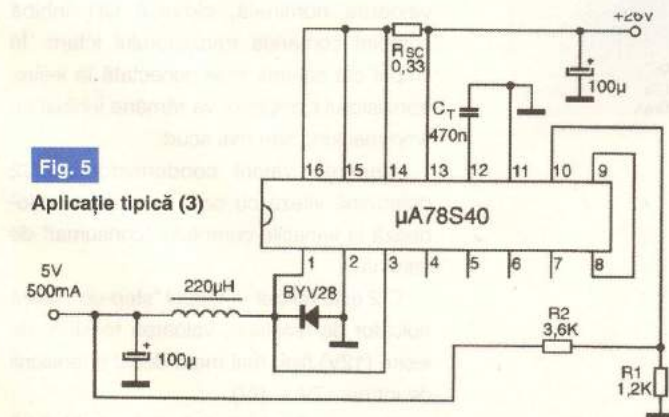 +26V
RSC
0,33
100µ
+
CT
470n
16 15 14 13 12 11 10 9
Fig. 5
Aplicație tipică (3)
µA78S40
1 2 3 4 5 6 7 8
5V
500mA
220µH
BYV28
R2
3,6K
+
100µ
R1
1,2K